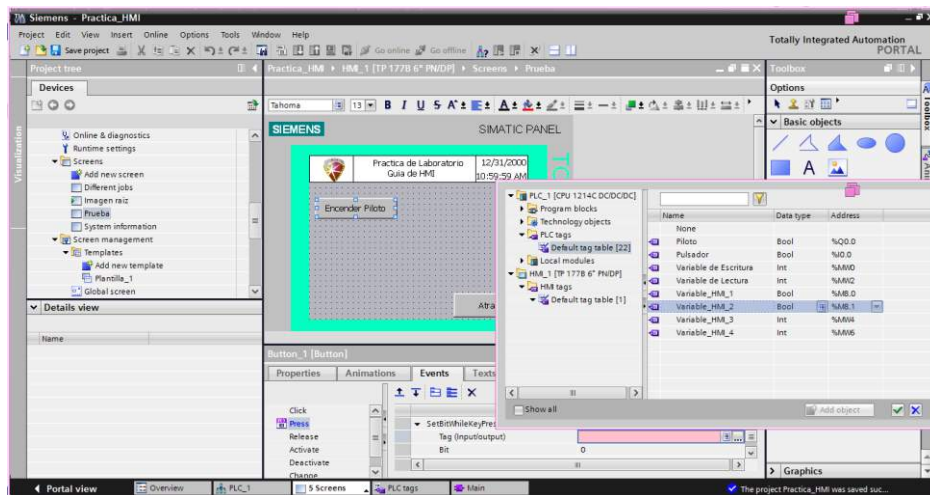 Siemens - Practica_HMI
Project Edit View Insert Online Options Tools Window Help
Totally Integrated Automation
PORTAL
Save project
Go online
Go offline
Project tree
Devices
Visualization
Online & diagnostics
Runtime settings
Screens
Add new screen
Different jobs
Imagen raiz
Prueba
System information
Screen management
Templates
Add new template
Plantilla_1
Global screen
Details view
Name
Practica_HMI HMI_1 [TP 177B 6" PN/DP] Screens Prueba
Tahoma 13 B I U S A
SIEMENS SIMATIC PANEL
Practica de Laboratorio 12/31/2000
Guia de HMI 10:59:59 AM
Encender Piloto
Atra
PLC_1 [CPU 1214C DC/DC/DC]
Program blocks
Technology objects
PLC tags
Default tag table [22]
Local modules
HMI_1 [TP 177B 6" PN/DP]
HMI tags
Default tag table [1]
Name Data type Address
None
Piloto Bool %Q0.0
Pulsador Bool %I0.0
Variable de Escritura Int %MW0
Variable de Lectura Int %MW2
Variable_HMI_1 Bool %M8.0
Variable_HMI_2 Bool %M8.1
Variable_HMI_3 Int %MW4
Variable_HMI_4 Int %MW6
Show all
Add object
Button_1 [Button]
Properties Animations Events Texts
Click
Press
Release
Activate
Deactivate
Change
SetBitWhileKeyPres
Tag (Input/output)
Bit 0
Toolbox
Options
Basic objects
Graphics
Toolbox
Portal view Overview PLC_1 5 Screens PLC tags Main The project Practica_HMI was saved suc...